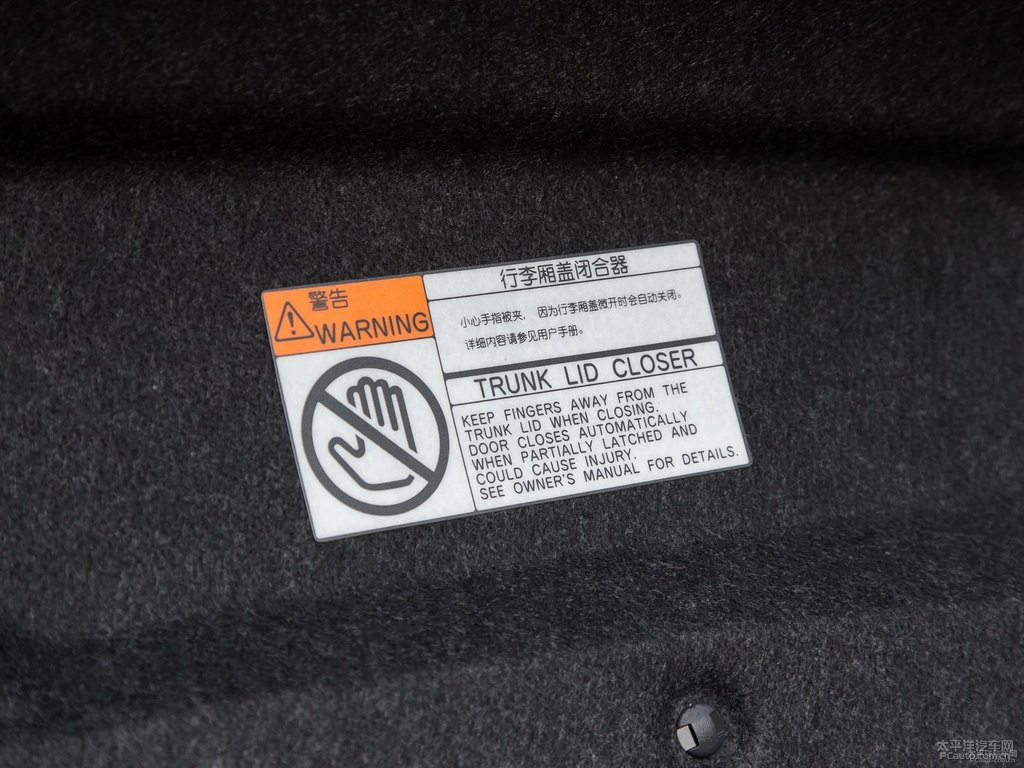 警告
WARNING
行李厢盖闭合器
小心手指被夹，因为行李厢盖微开时会自动关闭。
详细内容请参见用户手册。
TRUNK LID CLOSER
KEEP FINGERS AWAY FROM THE
TRUNK LID WHEN CLOSING.
DOOR CLOSES AUTOMATICALLY
WHEN PARTIALLY LATCHED AND
COULD CAUSE INJURY.
SEE OWNER'S MANUAL FOR DETAILS.
太平洋汽车网
PCauto.com.cn